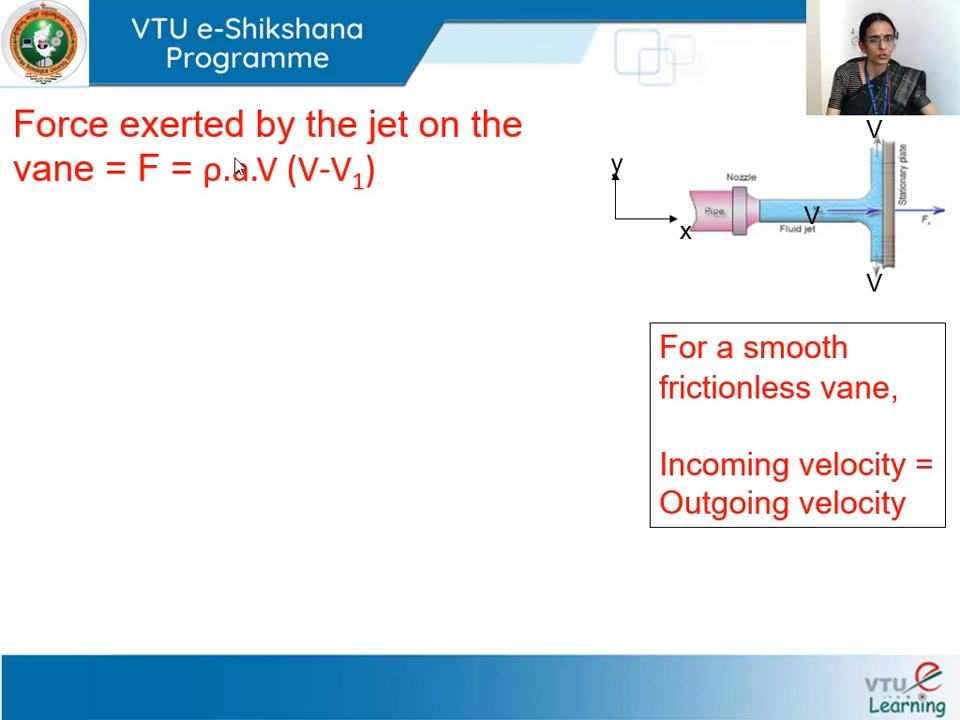 VTU e-Shikshana
Programme
Force exerted by the jet on the
vane = F = ρ.a.V (V-V₁)
V
y
Nozzle
Stationary plate
Pipe
V
Fₓ
x
Fluid jet
V
For a smooth
frictionless vane,
Incoming velocity =
Outgoing velocity
VTU e
Learning